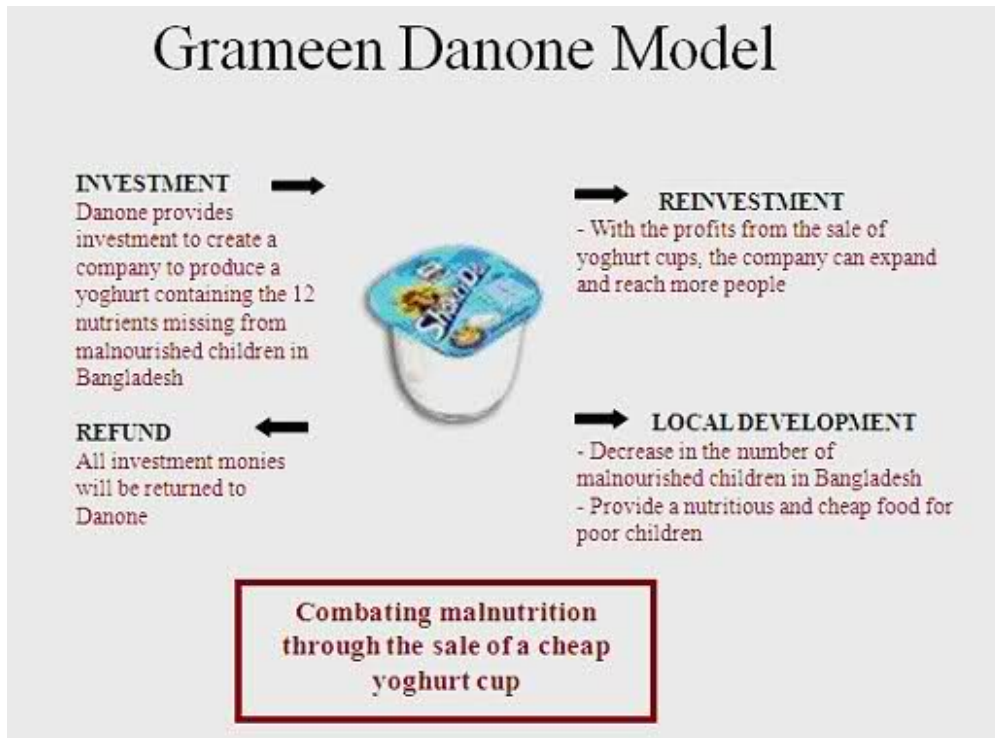 Grameen Danone Model
INVESTMENT
Danone provides
investment to create a
company to produce a
yoghurt containing the 12
nutrients missing from
malnourished children in
Bangladesh
REFUND
All investment monies
will be returned to
Danone
REINVESTMENT
- With the profits from the sale of
yoghurt cups, the company can expand
and reach more people
LOCAL DEVELOPMENT
- Decrease in the number of
malnourished children in Bangladesh
- Provide a nutritious and cheap food for
poor children
Combating malnutrition
through the sale of a cheap
yoghurt cup